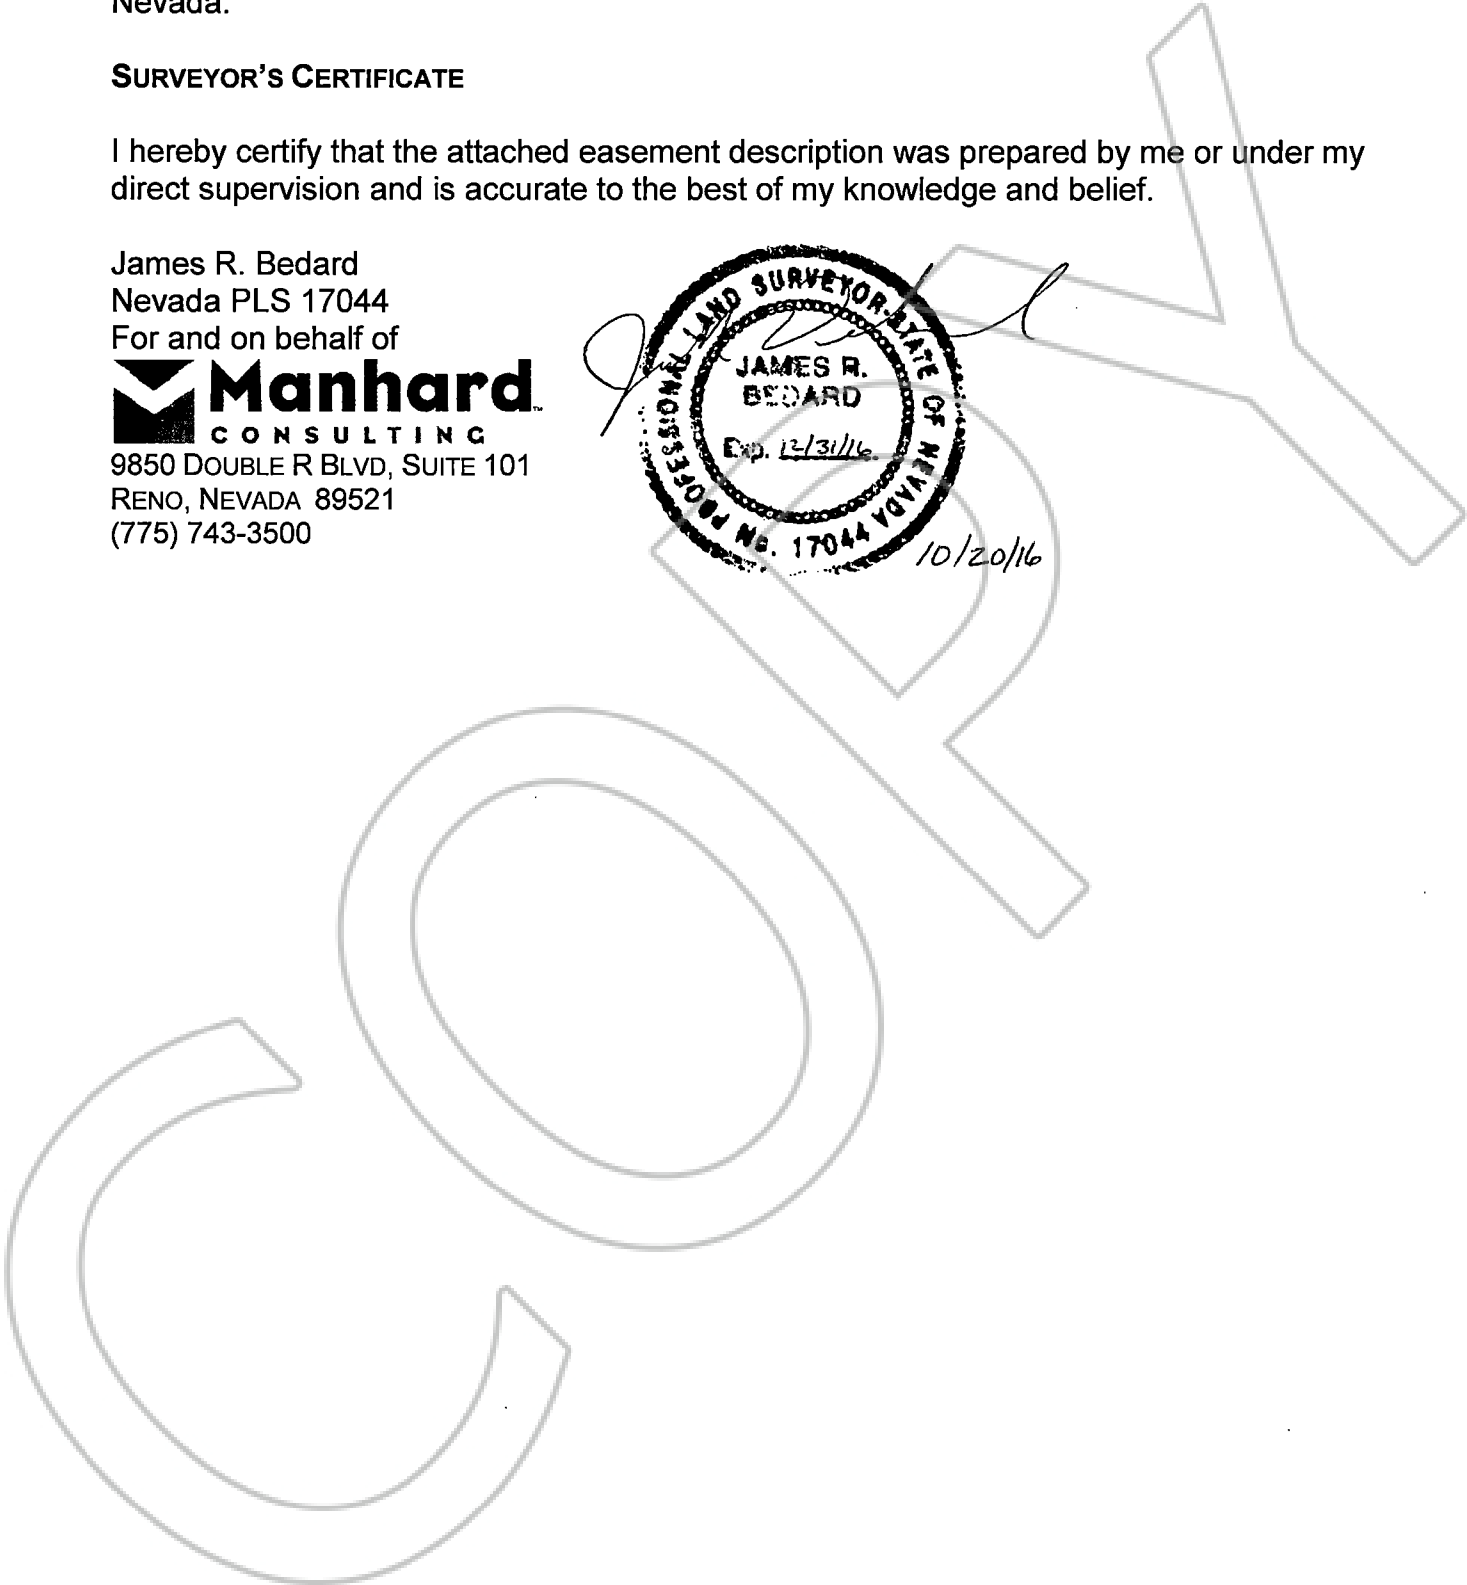 Nevada.
SURVEYOR'S CERTIFICATE
I hereby certify that the attached easement description was prepared by me or under my
direct supervision and is accurate to the best of my knowledge and belief.
James R. Bedard
Nevada PLS 17044
For and on behalf of
Manhard™
CONSULTING
9850 DOUBLE R BLVD, SUITE 101
RENO, NEVADA 89521
(775) 743-3500
PROFESSIONAL LAND SURVEYOR-STATE OF NEVADA
JAMES R.
BEDARD
Exp. 12/31/16
No. 17044
10/20/16
COPY